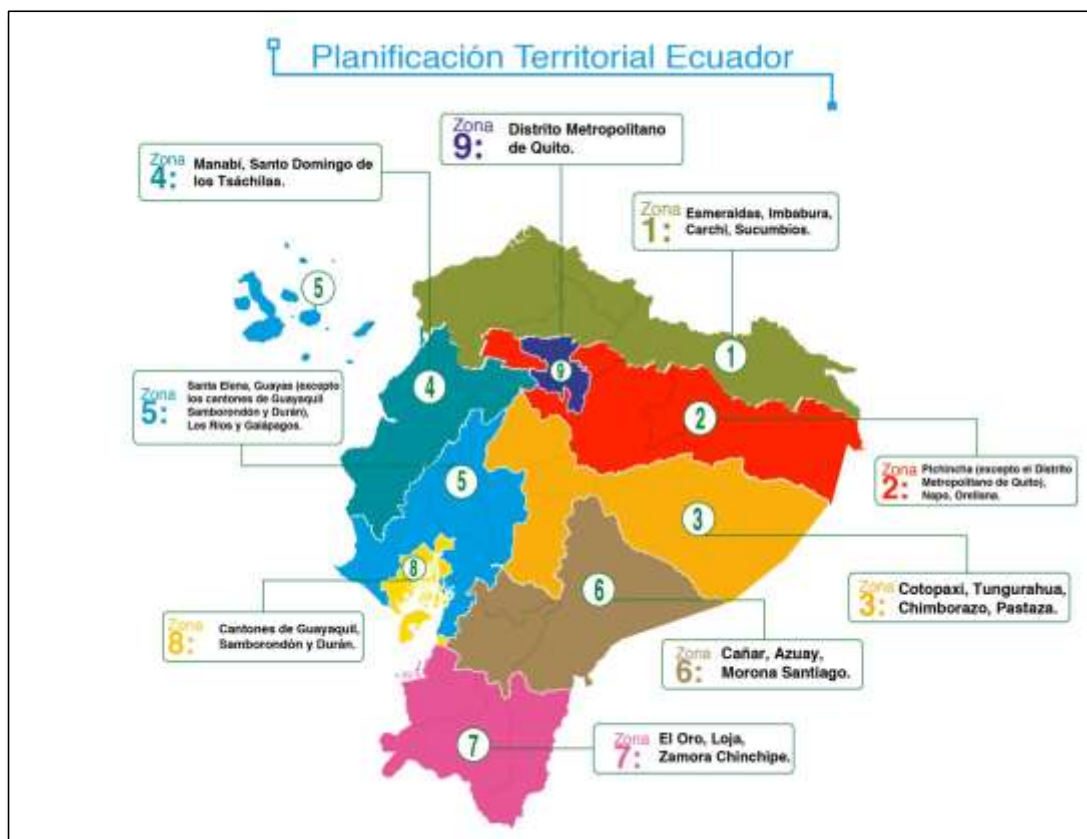 Planificación Territorial Ecuador
Zona
9:
Distrito Metropolitano
de Quito.
Zona
4:
Manabí, Santo Domingo de
los Tsáchilas.
Zona
1:
Esmeraldas, Imbabura,
Carchi, Sucumbíos.
5
1
9
4
2
Zona
5:
Santa Elena, Guayas (excepto
los cantones de Guayaquil
Samborondón y Durán),
Los Ríos y Galápagos.
5
Zona
2:
Pichincha (excepto el Distrito
Metropolitano de Quito),
Napo, Orellana.
3
8
6
Zona
3:
Cotopaxi, Tungurahua,
Chimborazo, Pastaza.
Zona
8:
Cantones de Guayaquil,
Samborondón y Durán.
Zona
6:
Cañar, Azuay,
Morona Santiago.
7
Zona
7:
El Oro, Loja,
Zamora Chinchipe.